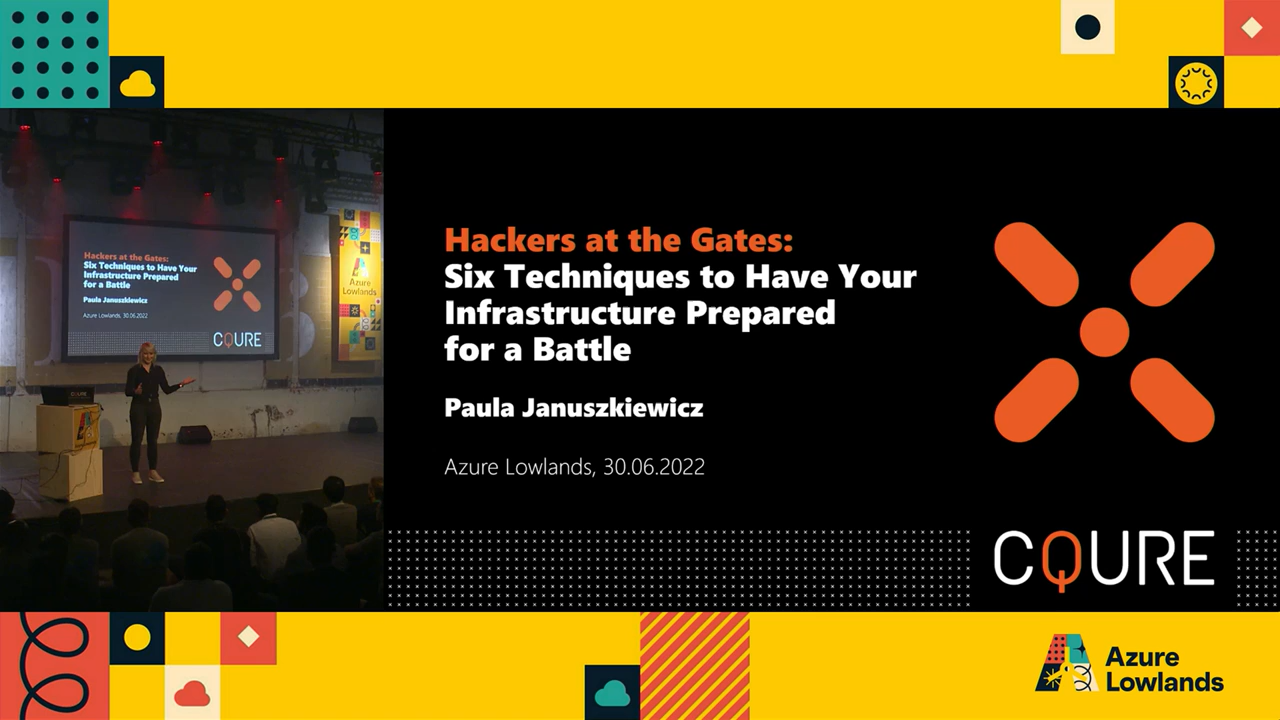 Hackers at the Gates:
Six Techniques to Have Your
Infrastructure Prepared
for a Battle
Paula Januszkiewicz
Azure Lowlands, 30.06.2022
CQURE
Hackers at the Gates:
Six Techniques to Have Your
Infrastructure Prepared
for a Battle
Paula Januszkiewicz
Azure Lowlands, 30.06.2022
CQURE
Azure
Lowlands
CQURE
Azure
Lowlands